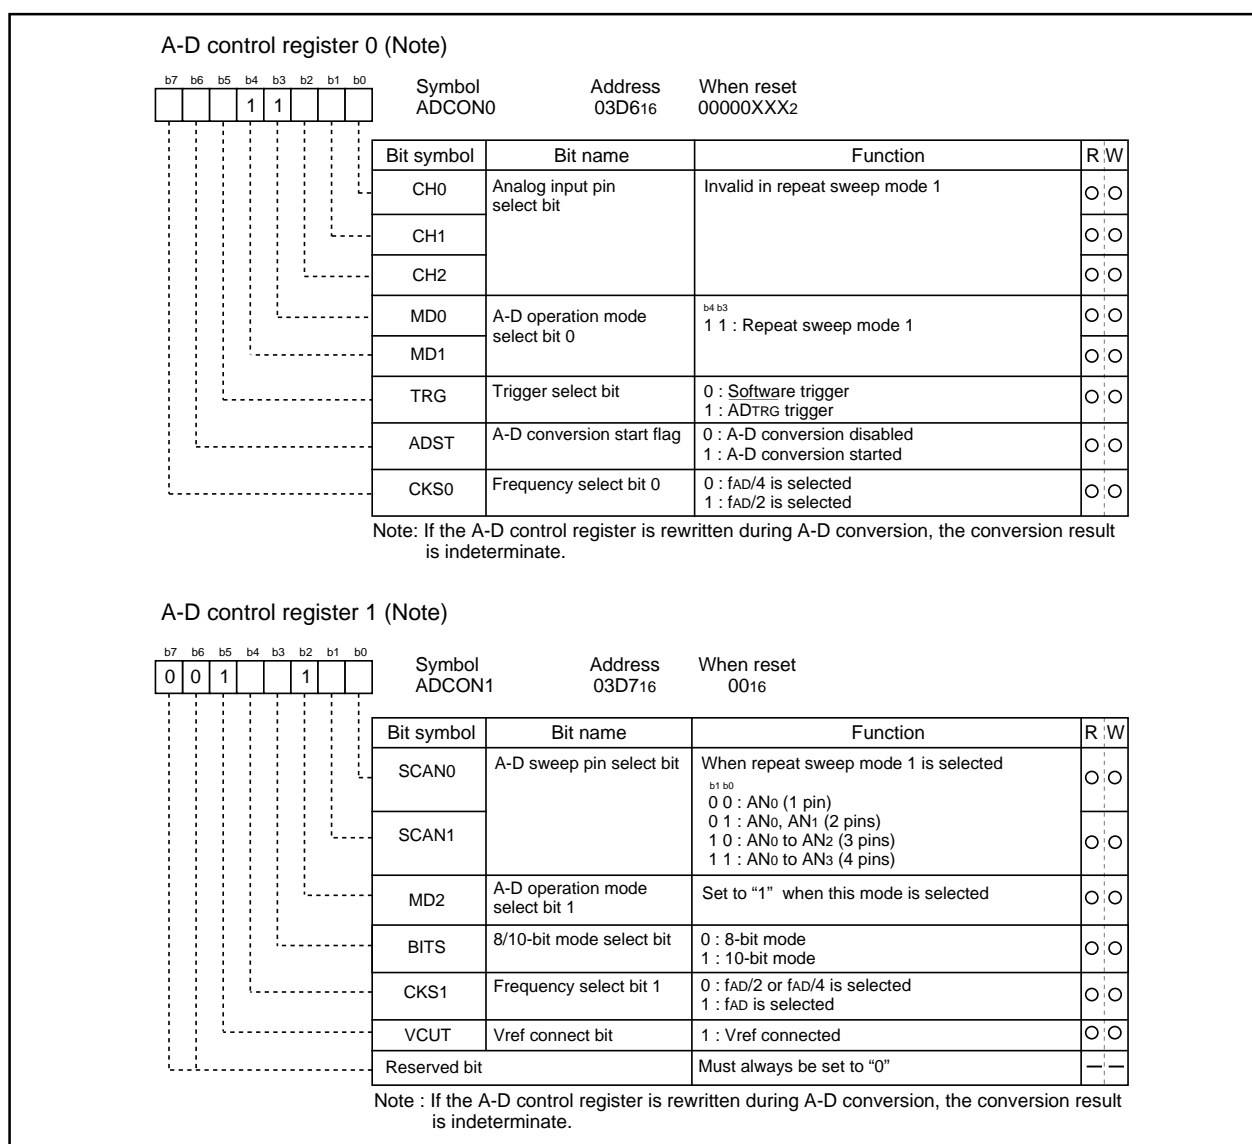 A-D control register 0 (Note)
b7 b6 b5 b4 b3 b2 b1 b0
1 1
Symbol Address When reset
ADCON0 03D616 00000XXX2
Bit symbol Bit name Function R W
CH0 Analog input pin Invalid in repeat sweep mode 1
select bit
CH1
CH2
MD0 A-D operation mode b4 b3
select bit 0 1 1 : Repeat sweep mode 1
MD1
TRG Trigger select bit 0 : Software trigger
1 : ADTRG trigger
ADST A-D conversion start flag 0 : A-D conversion disabled
1 : A-D conversion started
CKS0 Frequency select bit 0 0 : fAD/4 is selected
1 : fAD/2 is selected
Note: If the A-D control register is rewritten during A-D conversion, the conversion result
is indeterminate.
A-D control register 1 (Note)
b7 b6 b5 b4 b3 b2 b1 b0
0 0 1 1
Symbol Address When reset
ADCON1 03D716 0016
Bit symbol Bit name Function R W
SCAN0 A-D sweep pin select bit When repeat sweep mode 1 is selected
b1 b0
0 0 : AN0 (1 pin)
0 1 : AN0, AN1 (2 pins)
SCAN1 1 0 : AN0 to AN2 (3 pins)
1 1 : AN0 to AN3 (4 pins)
MD2 A-D operation mode Set to “1” when this mode is selected
select bit 1
BITS 8/10-bit mode select bit 0 : 8-bit mode
1 : 10-bit mode
CKS1 Frequency select bit 1 0 : fAD/2 or fAD/4 is selected
1 : fAD is selected
VCUT Vref connect bit 1 : Vref connected
Reserved bit Must always be set to “0”
Note : If the A-D control register is rewritten during A-D conversion, the conversion result
is indeterminate.